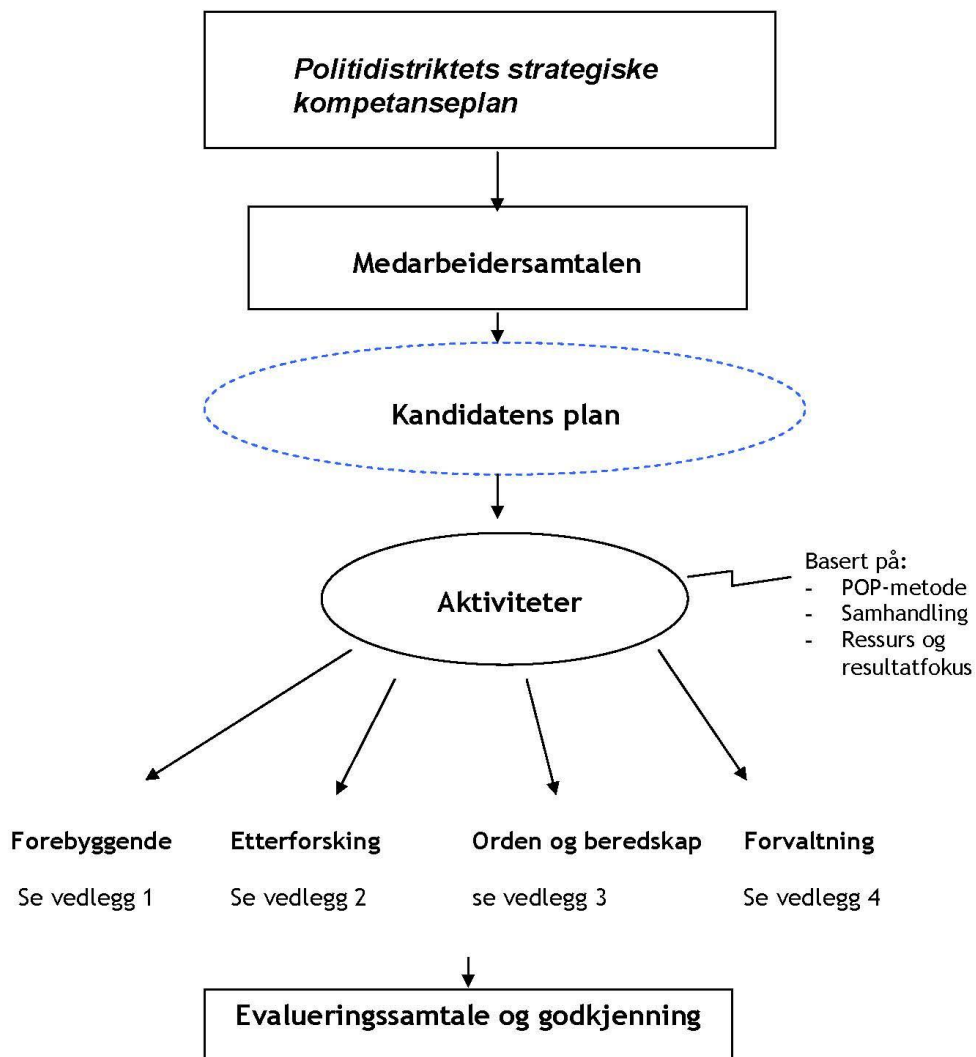 Politidistriktets strategiske
kompetanseplan
Medarbeidersamtalen
Kandidatens plan
Aktiviteter
Basert på:
- POP-metode
- Samhandling
- Ressurs og
resultatfokus
Forebyggende
Se vedlegg 1
Etterforsking
Se vedlegg 2
Orden og beredskap
se vedlegg 3
Forvaltning
Se vedlegg 4
Evalueringssamtale og godkjenning